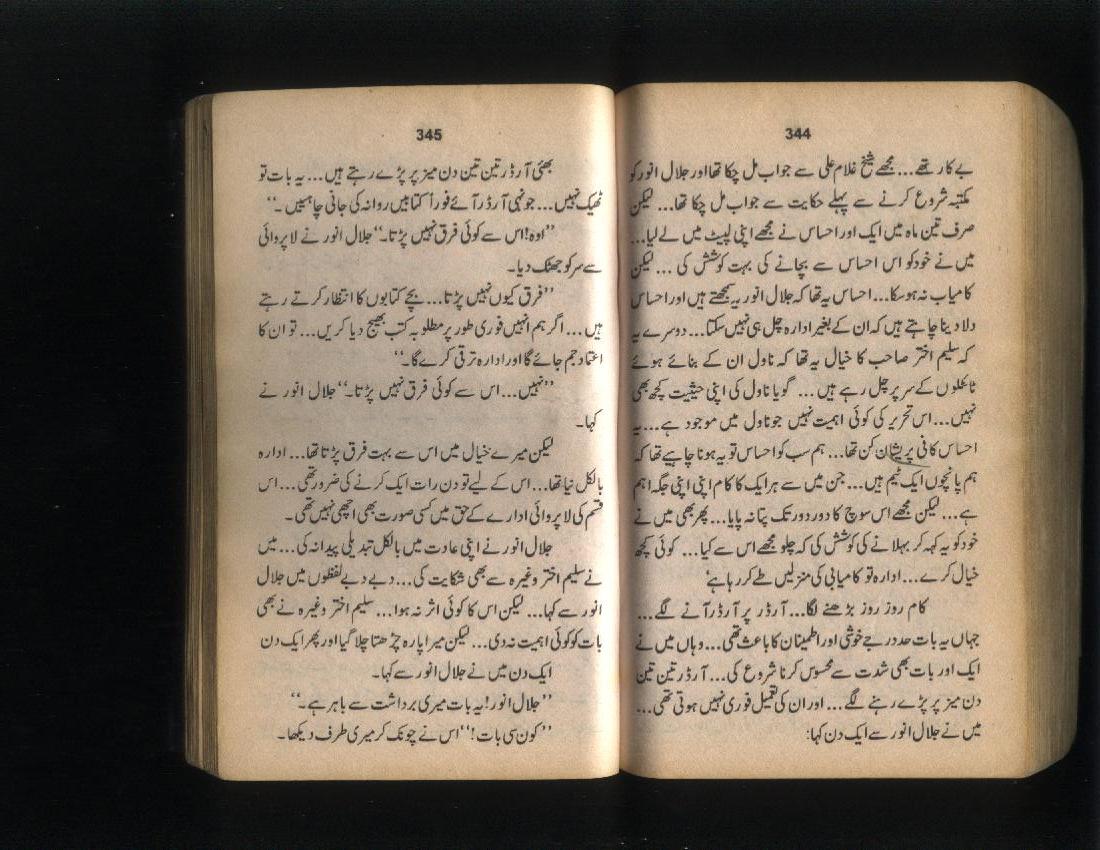 344
بے کار تھے... مجھے شیخ غلام علی سے جواب مل چکا تھا اور جلال انور کو
مکتبہ شروع کرنے سے پہلے حکایت سے جواب مل چکا تھا... لیکن
صرف تین ماہ میں ایک اور احساس نے مجھے اپنی لپیٹ میں لے لیا...
میں نے خود کو اس احساس سے بچانے کی بہت کوشش کی... لیکن
کامیاب نہ ہو سکا... احساس یہ تھا کہ جلال انور یہ سمجھتے ہیں اور احساس
دلا دینا چاہتے ہیں کہ ان کے بغیر ادارہ چل ہی نہیں سکتا... دوسرے یہ
کہ سلیم اختر صاحب کا خیال یہ تھا کہ ناول ان کے بنائے ہوئے
ٹائٹلوں کے سر پر چل رہے ہیں... گویا ناول کی اپنی حیثیت کچھ بھی
نہیں... اس تحریر کی کوئی اہمیت نہیں جو ناول میں موجود ہے... یہ
احساس کافی پریشان کن تھا... ہم سب کو احساس تو یہ ہونا چاہیے تھا کہ
ہم پانچوں ایک ٹیم ہیں... جن میں سے ہر ایک کا کام اپنی اپنی جگہ اہم
ہے... لیکن مجھے اس سوچ کا دور دور تک پتا نہ پایا... پھر بھی میں نے
خود کو یہ کہہ کر بہلانے کی کوشش کی کہ چلو مجھے اس سے کیا... کوئی کچھ
خیال کرے... ادارہ تو کامیابی کی منزلیں طے کر رہا ہے‘
کام روز روز بڑھنے لگا... آرڈر پر آرڈر آنے لگے...
جہاں یہ بات حد درجے خوشی اور اطمینان کا باعث تھی... وہاں میں نے
ایک اور بات بھی شدت سے محسوس کرنا شروع کی... آرڈر تین تین
دن میز پر پڑے رہنے لگے... اور ان کی تعمیل فوری نہیں ہوتی تھی...
میں نے جلال انور سے ایک دن کہا:
345
بھئی آرڈر تین تین دن میز پر پڑے رہتے ہیں... یہ بات تو
ٹھیک نہیں... جونہی آرڈر آئے فوراً کتابیں روانہ کی جانی چاہییں۔‘‘
’’اوہ! اس سے کوئی فرق نہیں پڑتا۔‘‘ جلال انور نے لا پروائی
سے سر کو جھٹک دیا۔
’’فرق کیوں نہیں پڑتا... بچے کتابوں کا انتظار کرتے رہتے
ہیں... اگر ہم انہیں فوری طور پر مطلوبہ کتب بھیج دیا کریں... تو ان کا
اعتماد جم جائے گا اور ادارہ ترقی کرے گا۔‘‘
’’نہیں... اس سے کوئی فرق نہیں پڑتا۔‘‘ جلال انور نے
کہا۔
لیکن میرے خیال میں اس سے بہت فرق پڑتا تھا... ادارہ
بالکل نیا تھا... اس کے لیے تو دن رات ایک کرنے کی ضرورتھی... اس
قسم کی لا پروائی ادارے کے حق میں کسی صورت بھی اچھی نہیں تھی۔
جلال انور نے اپنی عادت میں بالکل تبدیلی پیدا نہ کی... میں
نے سلیم اختر وغیرہ سے بھی شکایت کی... دبے دبے لفظوں میں جلال
انور سے کہا... لیکن اس کا کوئی اثر نہ ہوا... سلیم اختر وغیرہ نے بھی
بات کو کوئی اہمیت نہ دی... لیکن میرا پارہ چڑھتا چلا گیا اور پھر ایک دن
ایک دن میں نے جلال انور سے کہا۔
’’جلال انور! یہ بات میری برداشت سے باہر ہے۔‘‘
’’کون سی بات!‘‘ اس نے چونک کر میری طرف دیکھا۔